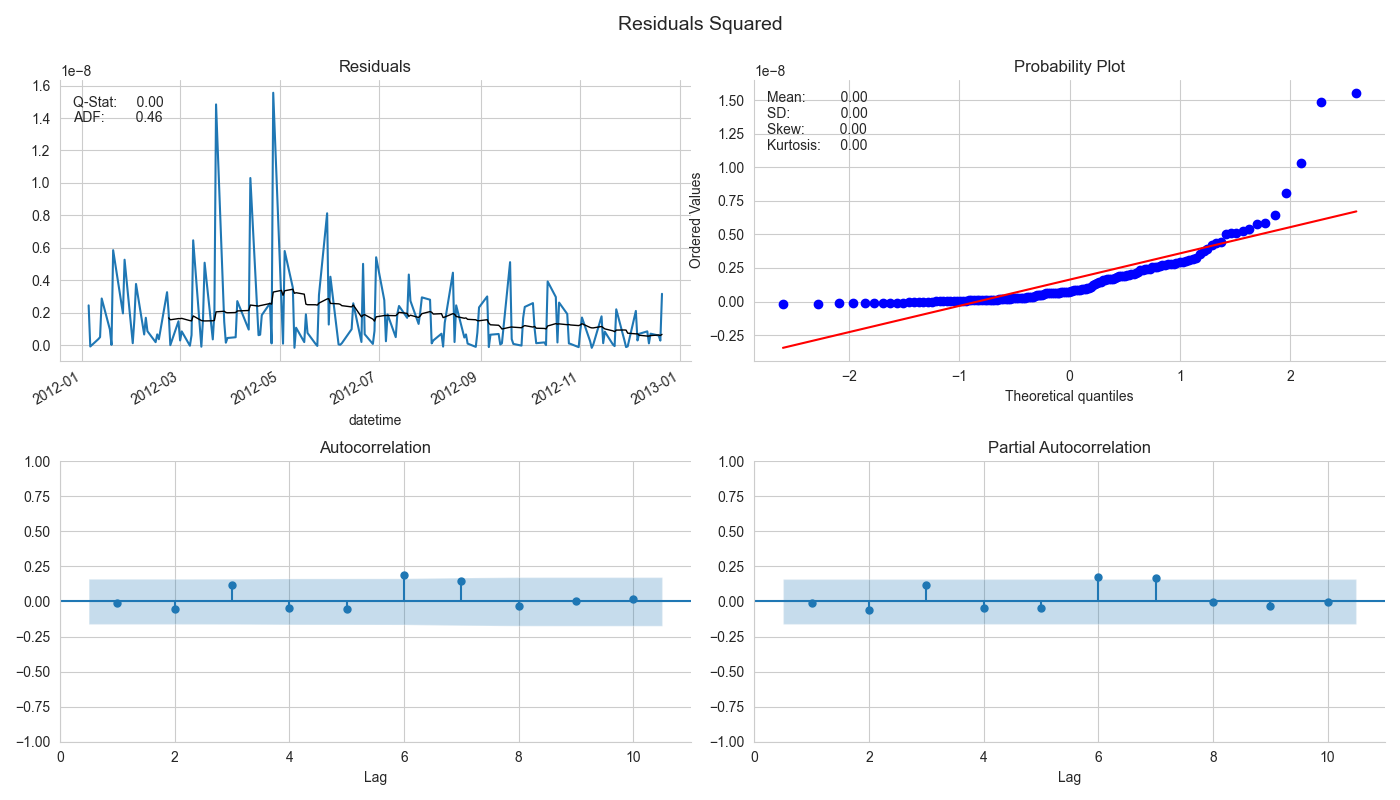 Residuals Squared
Residuals
1e−8
1.6
1.4
1.2
1.0
0.8
0.6
0.4
0.2
0.0
Q-Stat: 0.00
ADF: 0.46
2012-01
2012-03
2012-05
2012-07
2012-09
2012-11
2013-01
datetime
Probability Plot
1e−8
1.50
1.25
1.00
0.75
0.50
0.25
0.00
−0.25
Ordered Values
Mean: 0.00
SD: 0.00
Skew: 0.00
Kurtosis: 0.00
−2 −1 0 1 2
Theoretical quantiles
Autocorrelation
1.00
0.75
0.50
0.25
0.00
−0.25
−0.50
−0.75
−1.00
0 2 4 6 8 10
Lag
Partial Autocorrelation
1.00
0.75
0.50
0.25
0.00
−0.25
−0.50
−0.75
−1.00
0 2 4 6 8 10
Lag